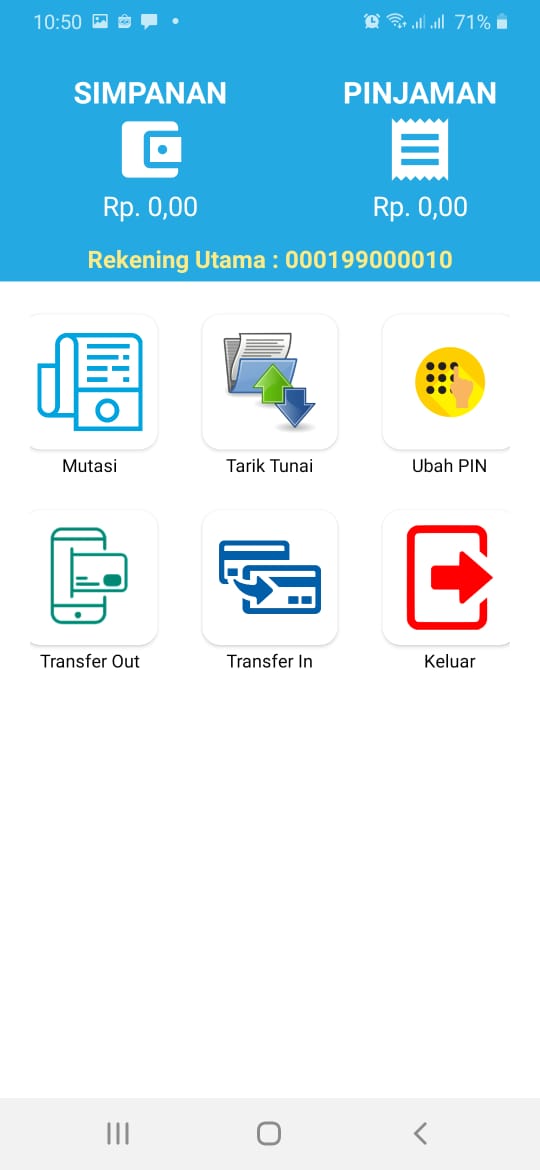 10:50 71%
SIMPANAN PINJAMAN
Rp. 0,00 Rp. 0,00
Rekening Utama : 000199000010
Mutasi Tarik Tunai Ubah PIN
Transfer Out Transfer In Keluar